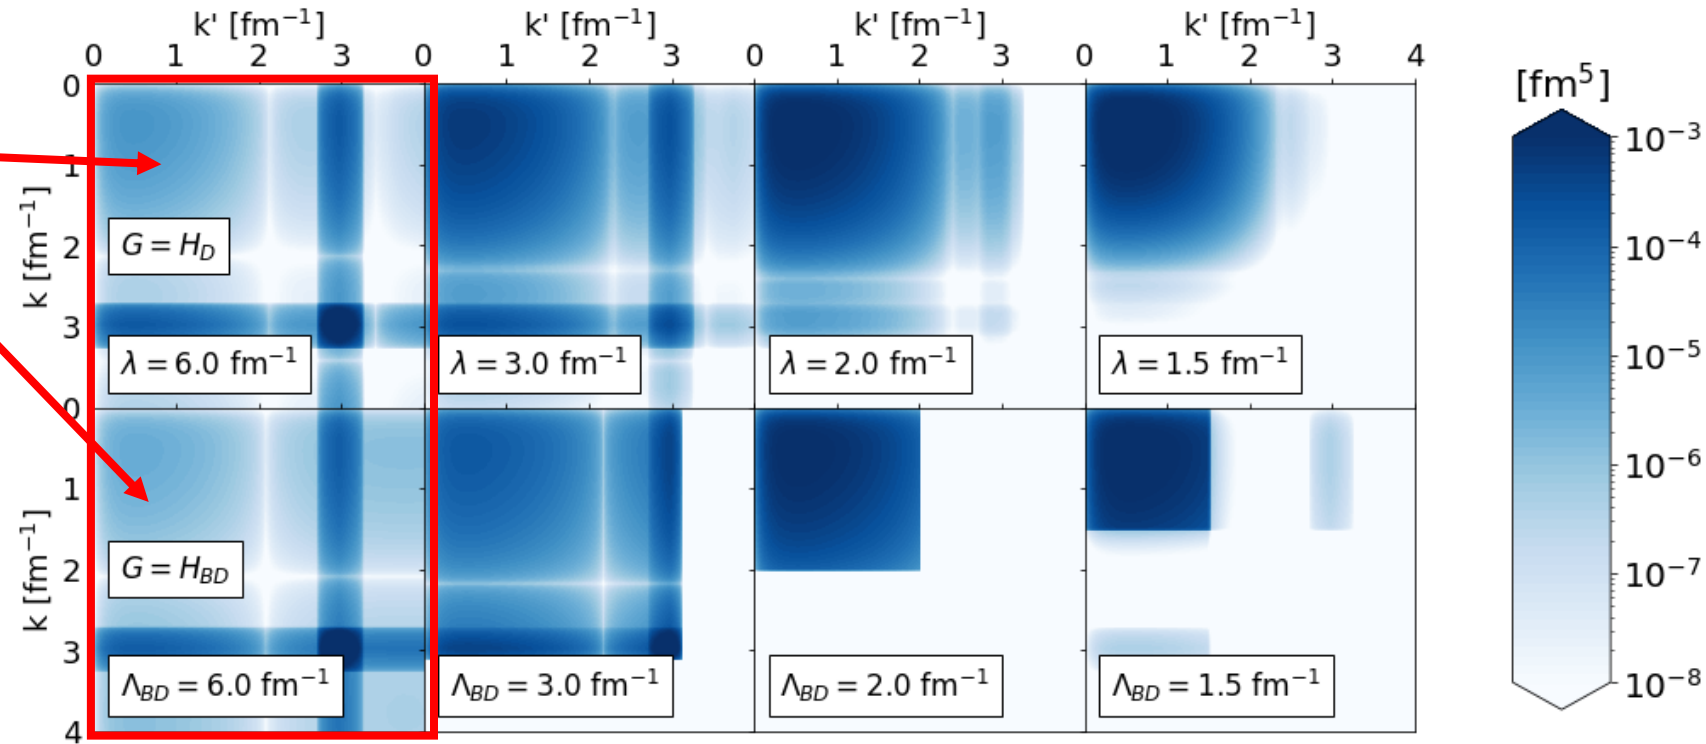 k' [fm⁻¹] k' [fm⁻¹] k' [fm⁻¹] k' [fm⁻¹]
0 1 2 3 0 1 2 3 0 1 2 3 0 1 2 3 4
[fm⁵]
0
10⁻³
1
k [fm⁻¹]
2
G = H_D
10⁻⁴
3
λ = 6.0 fm⁻¹ λ = 3.0 fm⁻¹ λ = 2.0 fm⁻¹ λ = 1.5 fm⁻¹
10⁻⁵
0
10⁻⁶
1
k [fm⁻¹]
2
G = H_BD
10⁻⁷
3
Λ_BD = 6.0 fm⁻¹ Λ_BD = 3.0 fm⁻¹ Λ_BD = 2.0 fm⁻¹ Λ_BD = 1.5 fm⁻¹
10⁻⁸
4